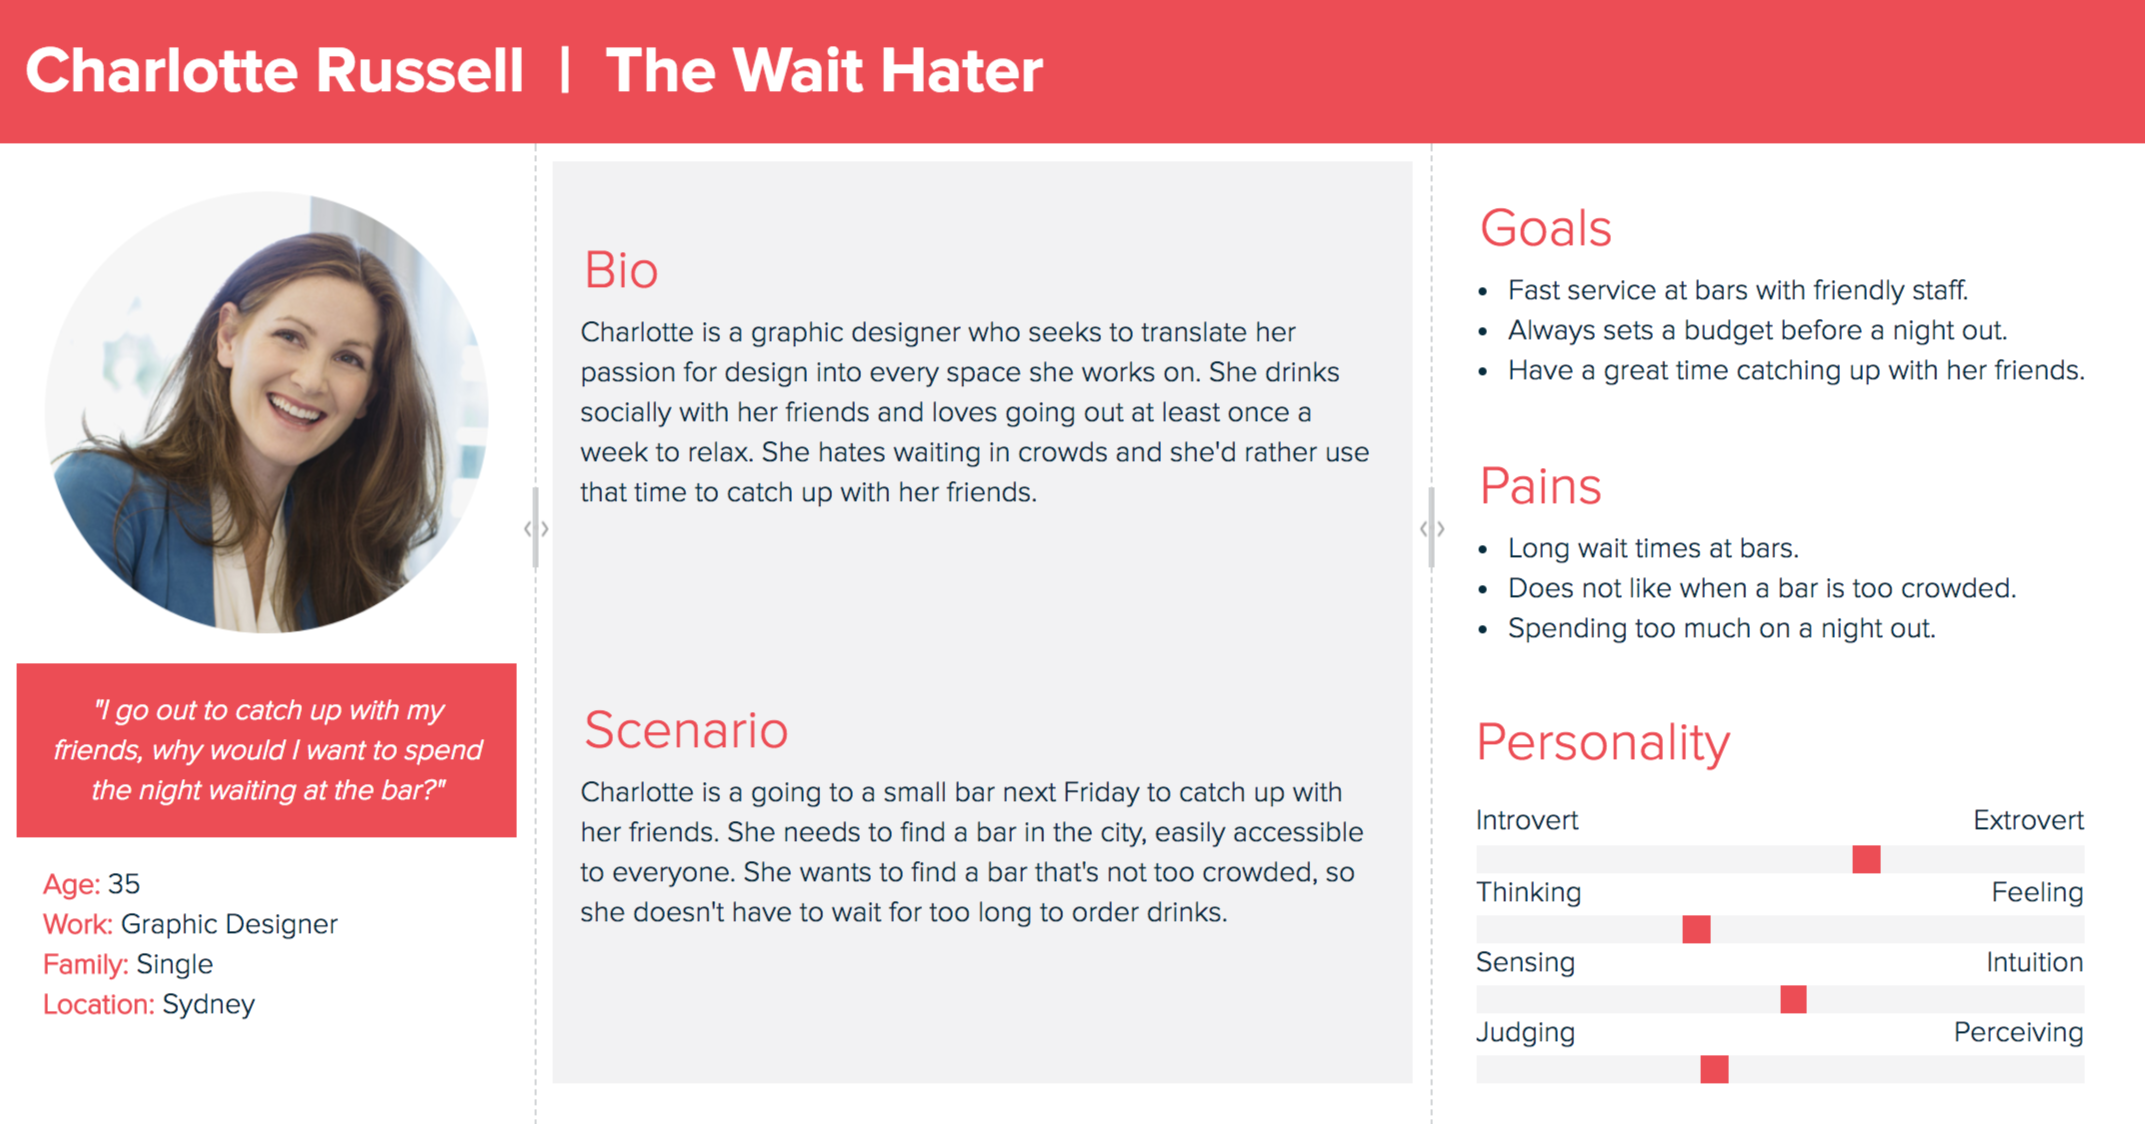 Charlotte Russell | The Wait Hater
"I go out to catch up with my
friends, why would I want to spend
the night waiting at the bar?"
Age: 35
Work: Graphic Designer
Family: Single
Location: Sydney
Bio
Charlotte is a graphic designer who seeks to translate her
passion for design into every space she works on. She drinks
socially with her friends and loves going out at least once a
week to relax. She hates waiting in crowds and she'd rather use
that time to catch up with her friends.
Scenario
Charlotte is a going to a small bar next Friday to catch up with
her friends. She needs to find a bar in the city, easily accessible
to everyone. She wants to find a bar that's not too crowded, so
she doesn't have to wait for too long to order drinks.
Goals
• Fast service at bars with friendly staff.
• Always sets a budget before a night out.
• Have a great time catching up with her friends.
Pains
• Long wait times at bars.
• Does not like when a bar is too crowded.
• Spending too much on a night out.
Personality
Introvert Extrovert
Thinking Feeling
Sensing Intuition
Judging Perceiving